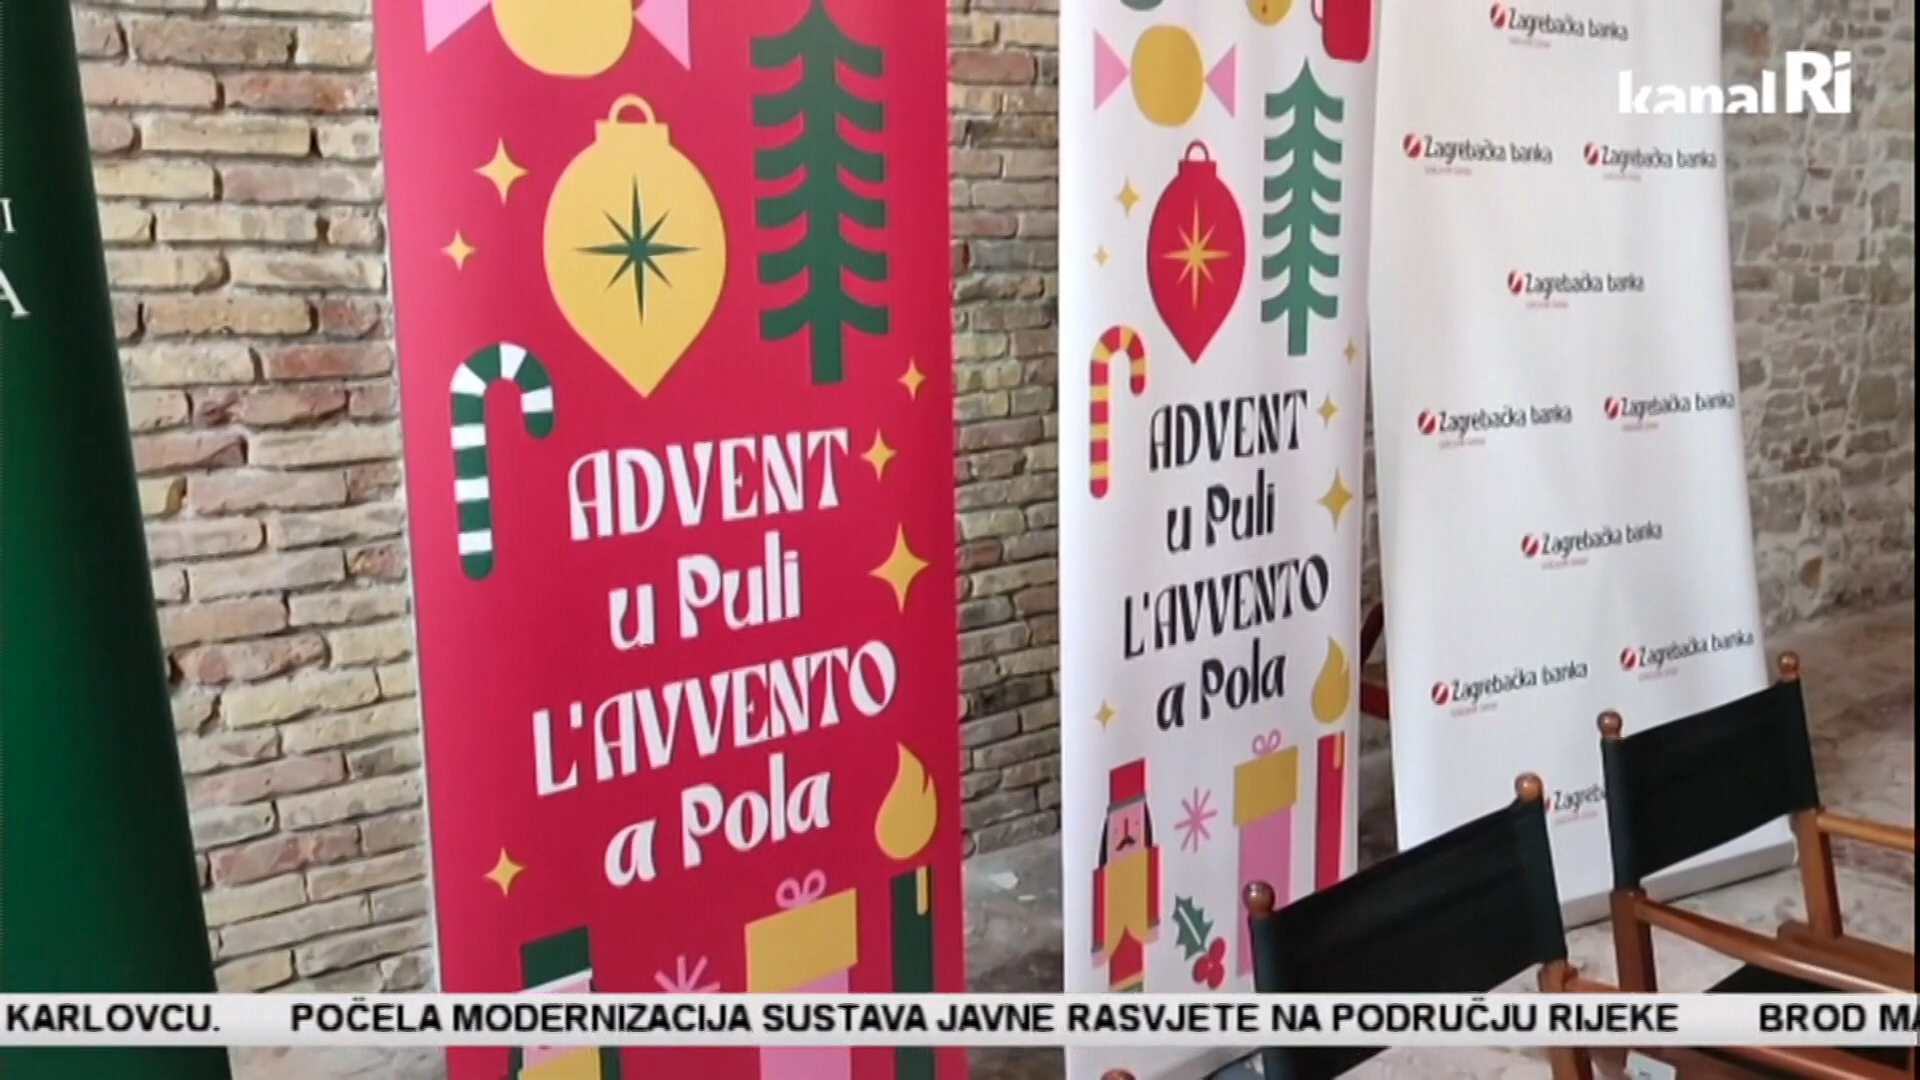 kanal Ri
I
A
ADVENT
u Puli
L'AVVENTO
a Pola
ADVENT
u Puli
L'AVVENTO
a Pola
Zagrebačka banka
Zagrebačka banka
Zagrebačka banka
Zagrebačka banka
Zagrebačka banka
Zagrebačka banka
Zagrebačka banka
Zagrebačka banka
Zagrebačka banka
Zagreb
KARLOVCU. POČELA MODERNIZACIJA SUSTAVA JAVNE RASVJETE NA PODRUČJU RIJEKE BROD MA